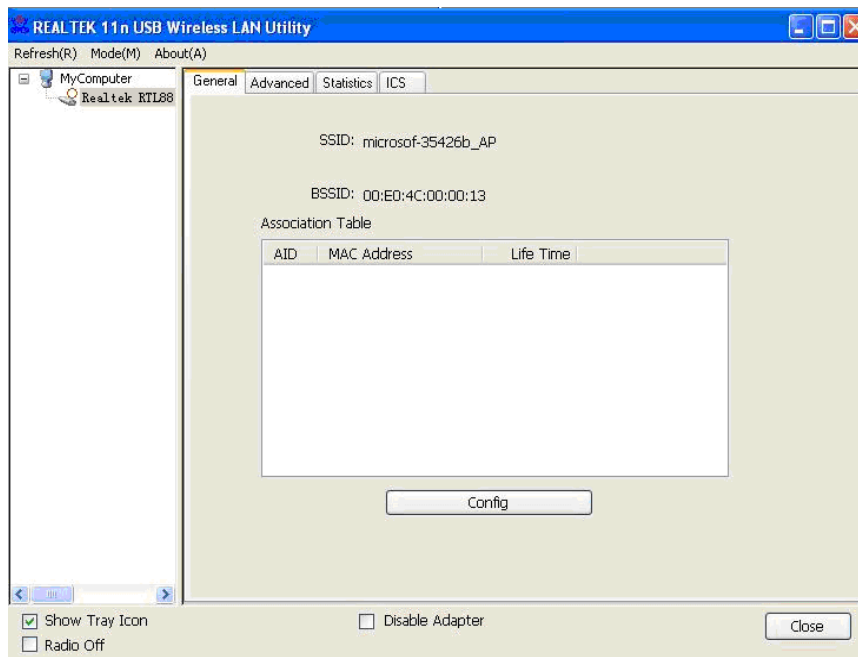 REALTEK 11n USB Wireless LAN Utility
Refresh(R) Mode(M) About(A)
MyComputer
Realtek RTL88
General Advanced Statistics ICS
SSID: microsof-35426b_AP
BSSID: 00:E0:4C:00:00:13
Association Table
AID MAC Address Life Time
Config
Show Tray Icon
Radio Off
Disable Adapter
Close